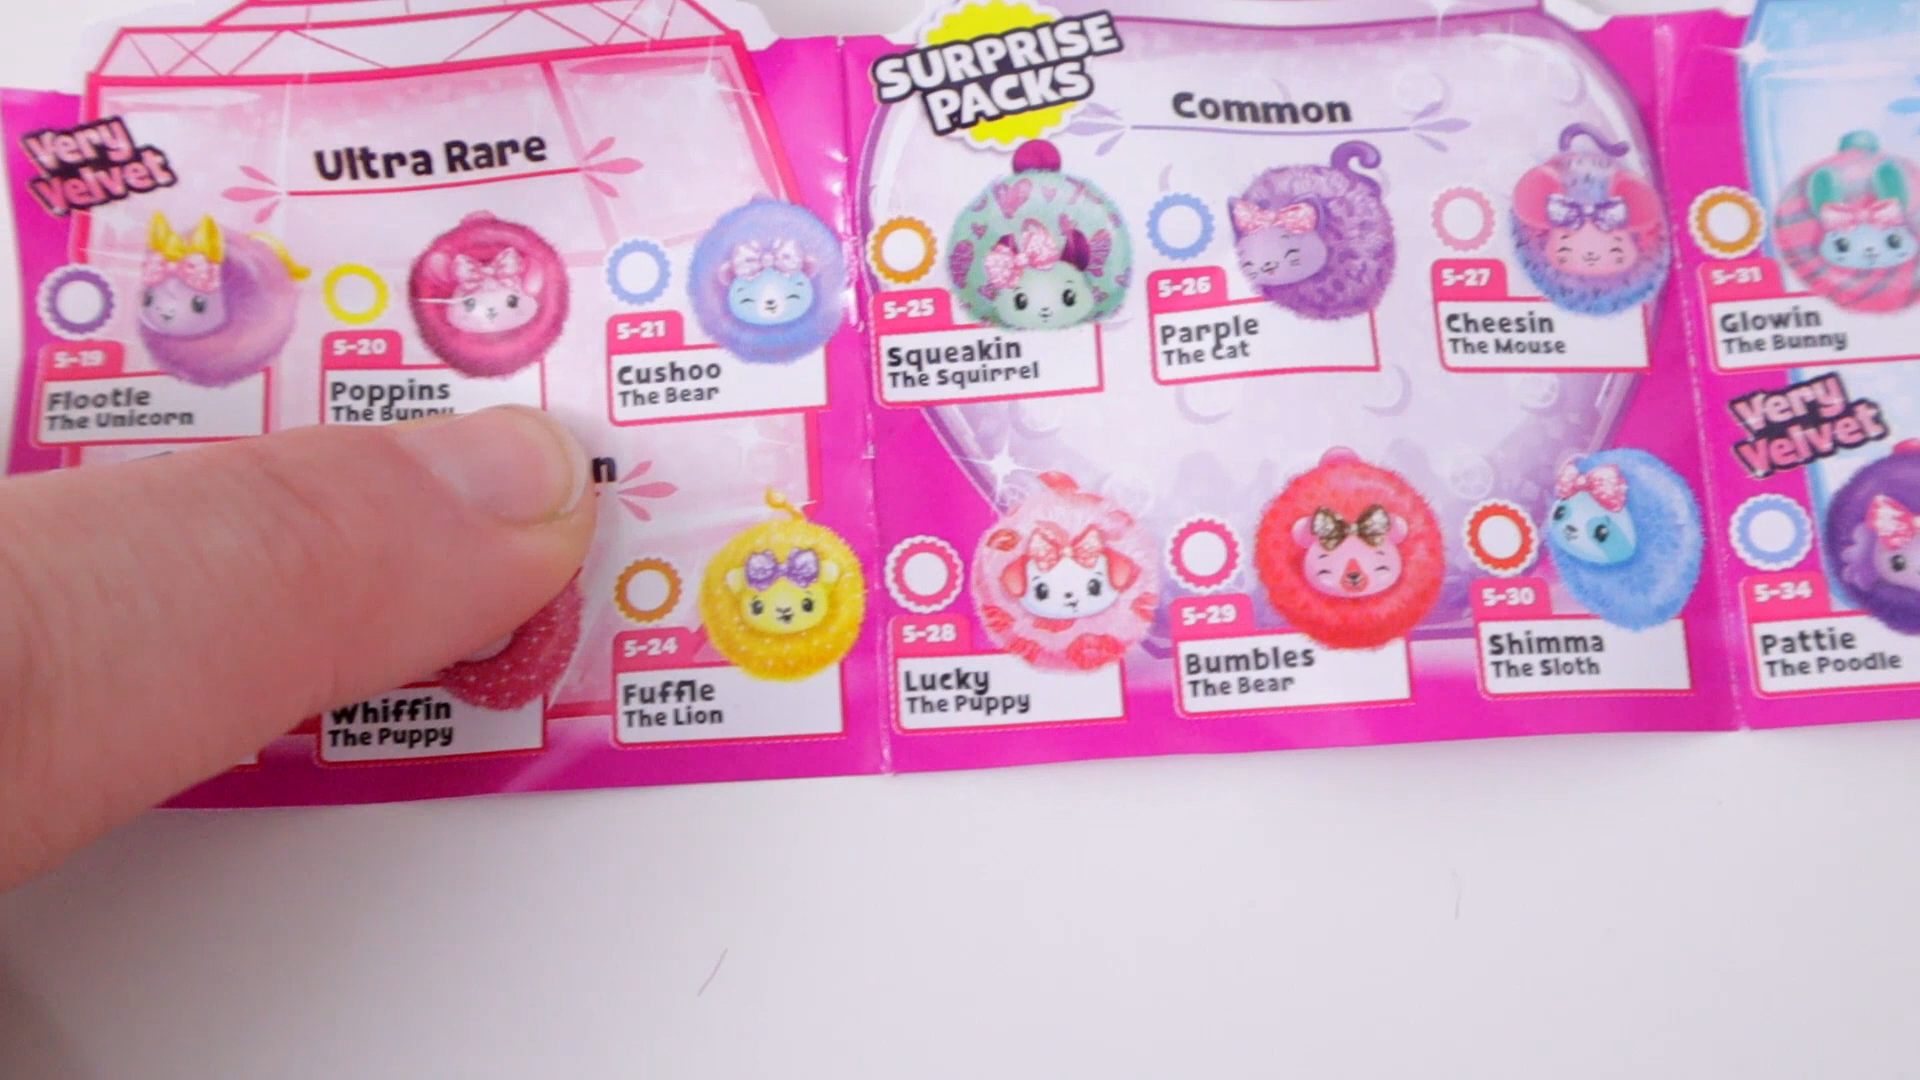 Very
Velvet
Ultra Rare
5-19
Flootle
The Unicorn
5-20
Poppins
The Bunny
5-21
Cushoo
The Bear
Whiffin
The Puppy
5-24
Fuffle
The Lion
SURPRISE
PACKS
Common
5-25
Squeakin
The Squirrel
5-26
Parple
The Cat
5-27
Cheesin
The Mouse
5-28
Lucky
The Puppy
5-29
Bumbles
The Bear
5-30
Shimma
The Sloth
5-31
Glowin
The Bunny
Very
Velvet
5-34
Pattie
The Poodle